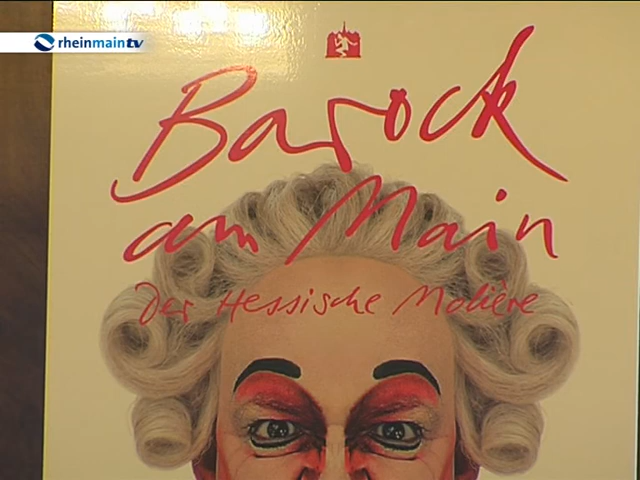 rheinmaintv
Barock
am Main
Der Hessische Molière